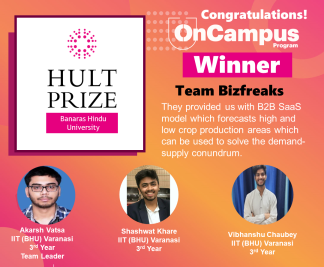 Congratulations!
OnCampus
Program
Winner
HULT
PRIZE
Banaras Hindu
University
Team Bizfreaks
They provided us with B2B SaaS
model which forecasts high and
low crop production areas which
can be used to solve the demand-
supply conundrum.
Akarsh Vatsa
IIT (BHU) Varanasi
3rd Year
Team Leader
Shashwat Khare
IIT (BHU) Varanasi
3rd Year
Vibhanshu Chaubey
IIT (BHU) Varanasi
3rd Year